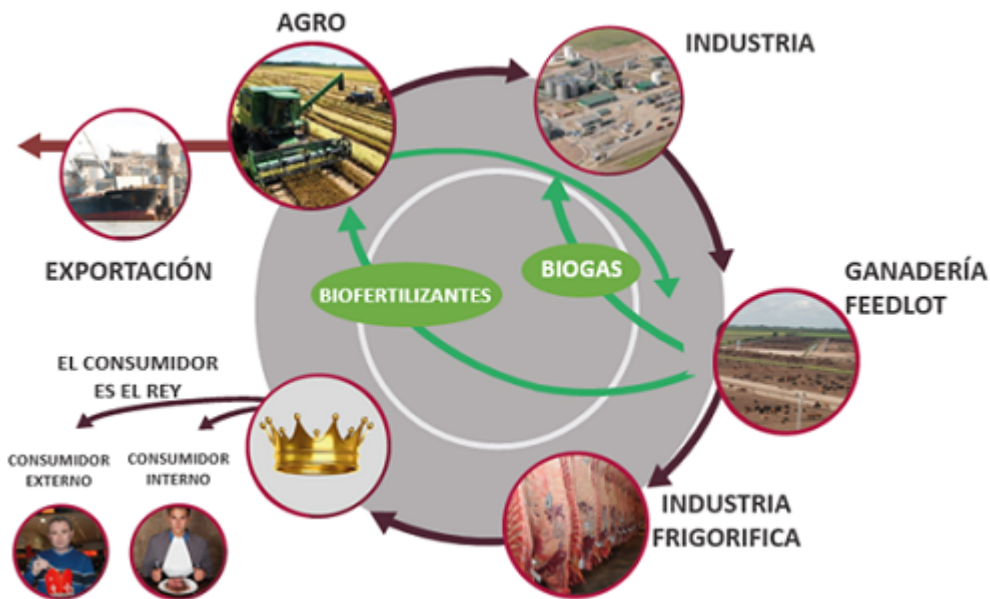 AGRO
INDUSTRIA
EXPORTACIÓN
BIOFERTILIZANTES
BIOGAS
GANADERÍA
FEEDLOT
EL CONSUMIDOR
ES EL REY
CONSUMIDOR
EXTERNO
CONSUMIDOR
INTERNO
INDUSTRIA
FRIGORIFICA